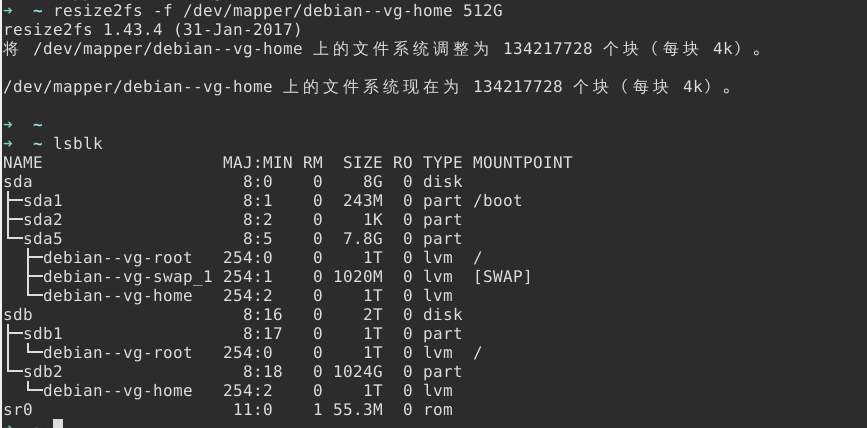 ➜  ~ resize2fs -f /dev/mapper/debian--vg-home 512G
resize2fs 1.43.4 (31-Jan-2017)
将 /dev/mapper/debian--vg-home 上的文件系统调整为 134217728 个块（每块 4k）。
/dev/mapper/debian--vg-home 上的文件系统现在为 134217728 个块（每块 4k）。
➜  ~
➜  ~ lsblk
NAME                  MAJ:MIN RM  SIZE RO TYPE MOUNTPOINT
sda                     8:0    0    8G  0 disk
├─sda1                  8:1    0  243M  0 part /boot
├─sda2                  8:2    0    1K  0 part
└─sda5                  8:5    0  7.8G  0 part
  ├─debian--vg-root   254:0    0    1T  0 lvm  /
  ├─debian--vg-swap_1 254:1    0 1020M  0 lvm  [SWAP]
  └─debian--vg-home   254:2    0    1T  0 lvm
sdb                     8:16   0    2T  0 disk
├─sdb1                  8:17   0    1T  0 part
│ └─debian--vg-root   254:0    0    1T  0 lvm  /
└─sdb2                  8:18   0 1024G  0 part
  └─debian--vg-home   254:2    0    1T  0 lvm
sr0                    11:0    1 55.3M  0 rom